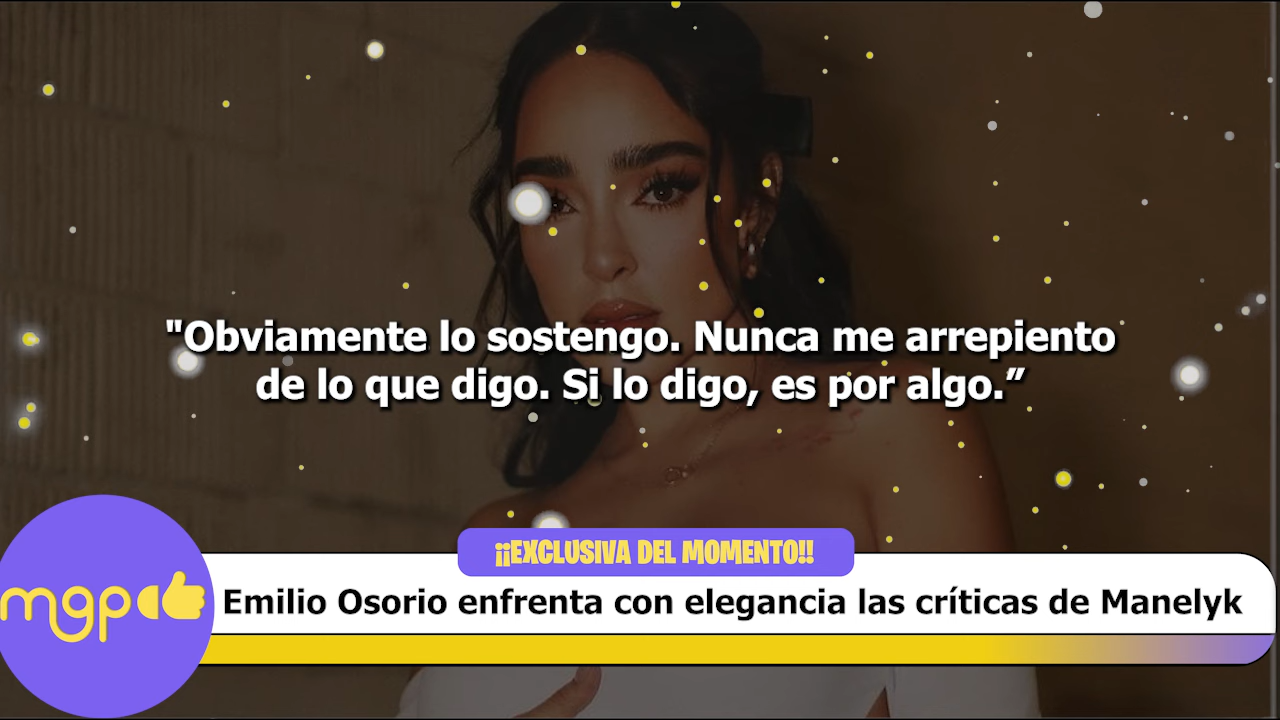 "Obviamente lo sostengo. Nunca me arrepiento
de lo que digo. Si lo digo, es por algo.”
¡¡EXCLUSIVA DEL MOMENTO!!
mgp
Emilio Osorio enfrenta con elegancia las críticas de Manelyk